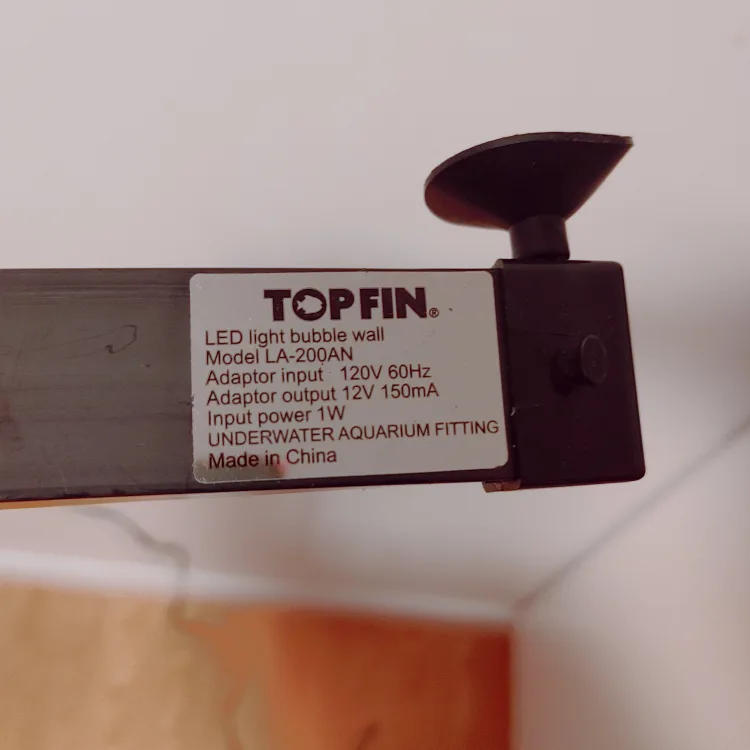 TOPFIN®
LED light bubble wall
Model LA-200AN
Adaptor input 120V 60Hz
Adaptor output 12V 150mA
Input power 1W
UNDERWATER AQUARIUM FITTING
Made in China